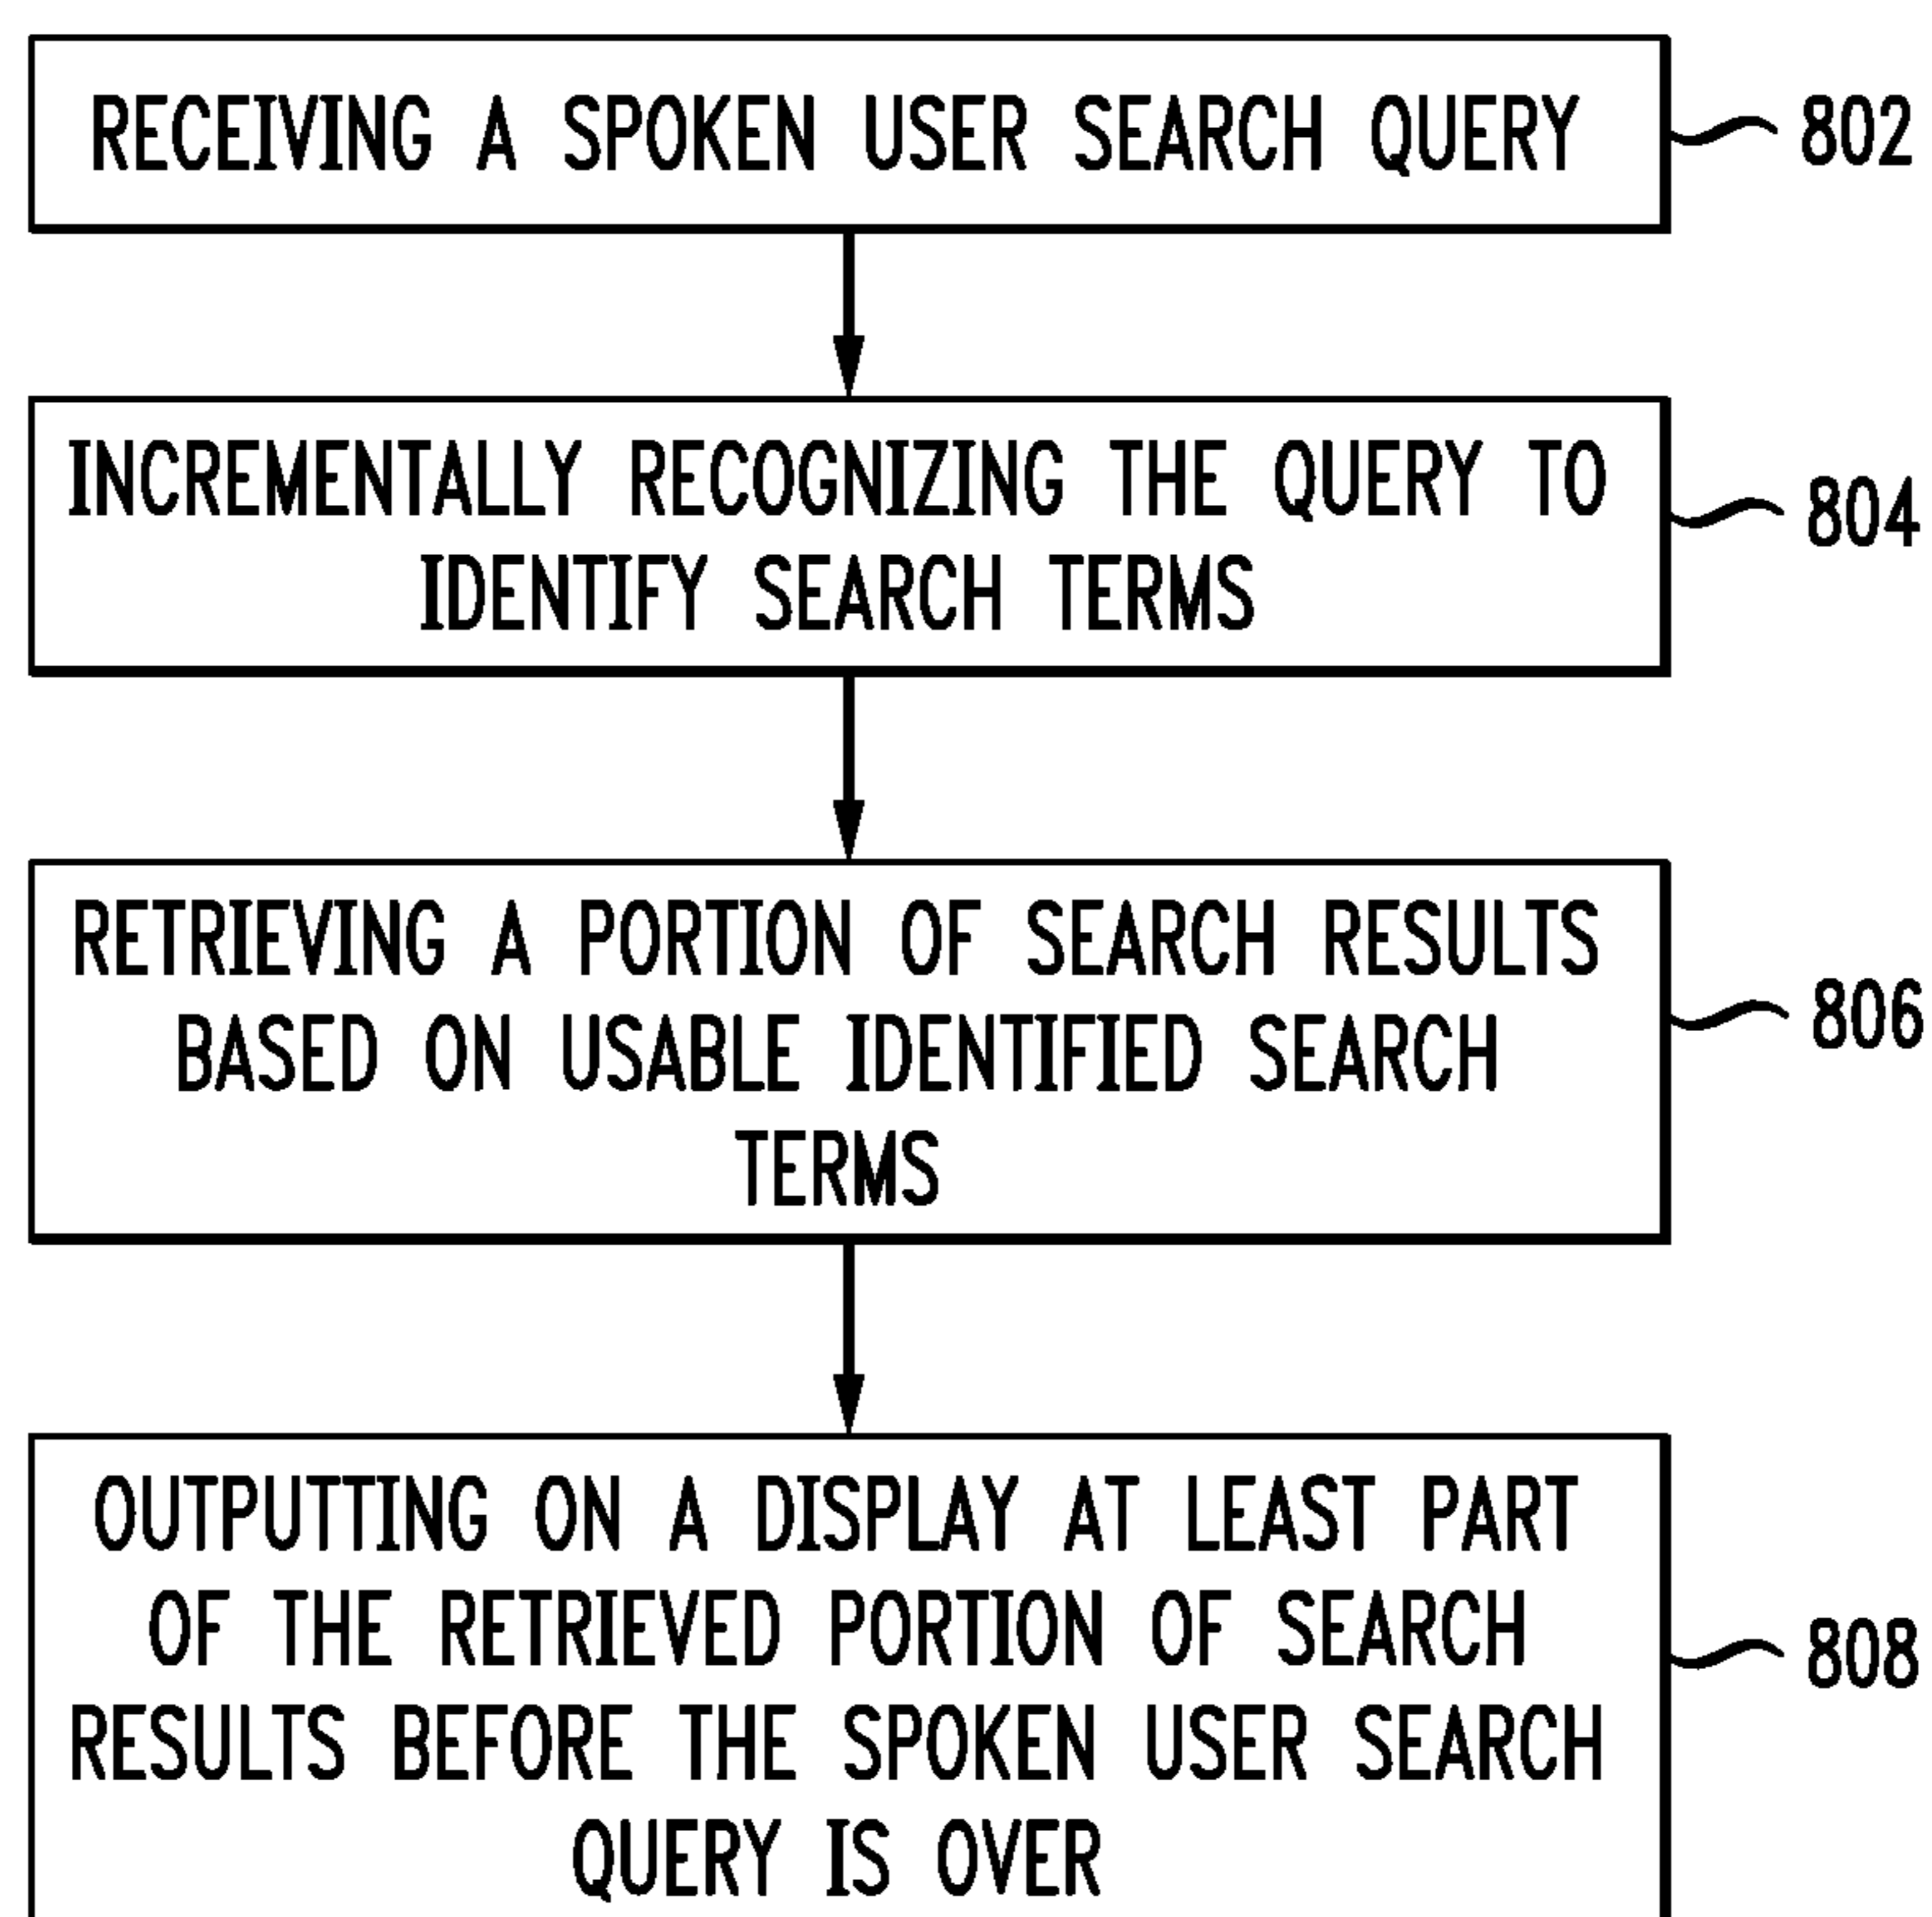 RECEIVING A SPOKEN USER SEARCH QUERY
802
INCREMENTALLY RECOGNIZING THE QUERY TO
IDENTIFY SEARCH TERMS
804
RETRIEVING A PORTION OF SEARCH RESULTS
BASED ON USABLE IDENTIFIED SEARCH
TERMS
806
OUTPUTTING ON A DISPLAY AT LEAST PART
OF THE RETRIEVED PORTION OF SEARCH
RESULTS BEFORE THE SPOKEN USER SEARCH
QUERY IS OVER
808